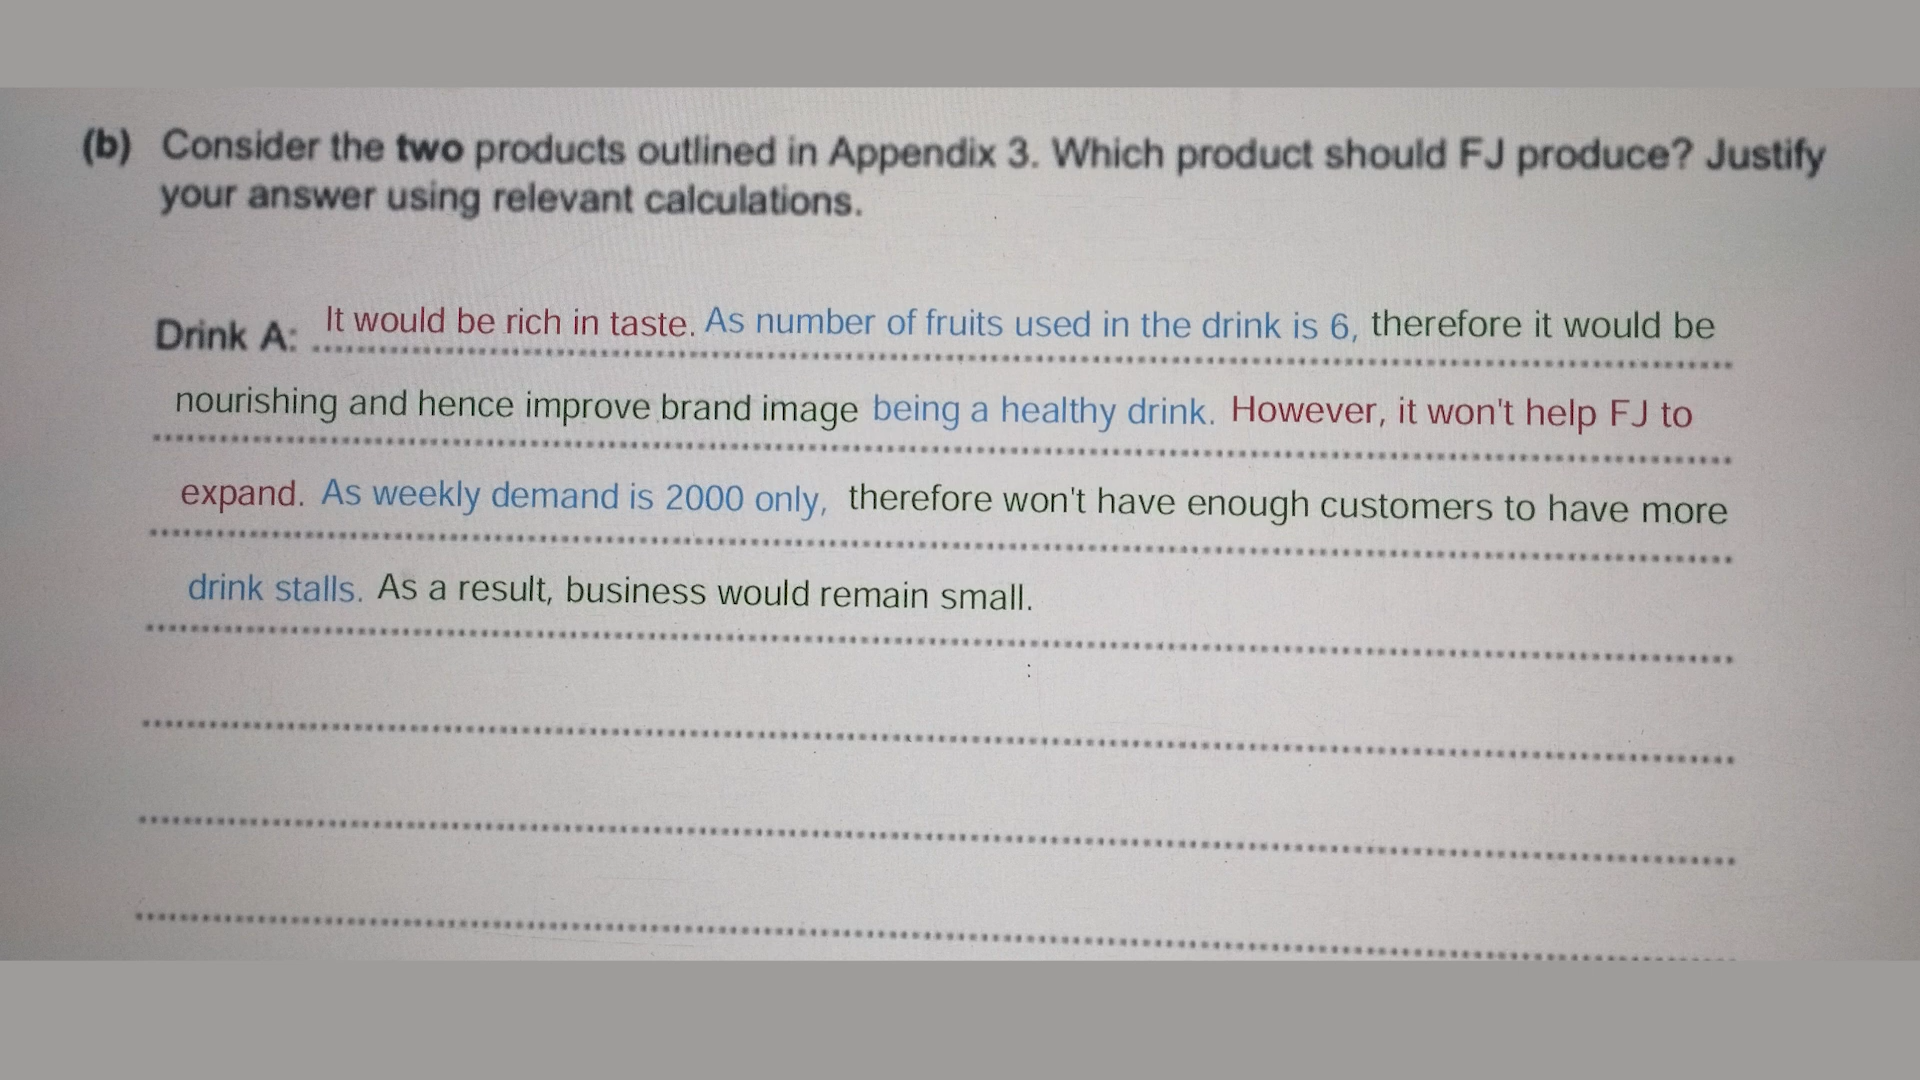 (b) Consider the two products outlined in Appendix 3. Which product should FJ produce? Justify
your answer using relevant calculations.
Drink A: It would be rich in taste. As number of fruits used in the drink is 6, therefore it would be
nourishing and hence improve brand image being a healthy drink. However, it won't help FJ to
expand. As weekly demand is 2000 only, therefore won't have enough customers to have more
drink stalls. As a result, business would remain small.